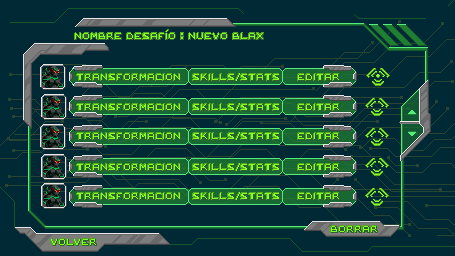 NOMBRE DESAFÍO : NUEVO BLAX
TRANSFORMACION SKILLS/STATS EDITAR
TRANSFORMACION SKILLS/STATS EDITAR
TRANSFORMACION SKILLS/STATS EDITAR
TRANSFORMACION SKILLS/STATS EDITAR
TRANSFORMACION SKILLS/STATS EDITAR
BORRAR
VOLVER